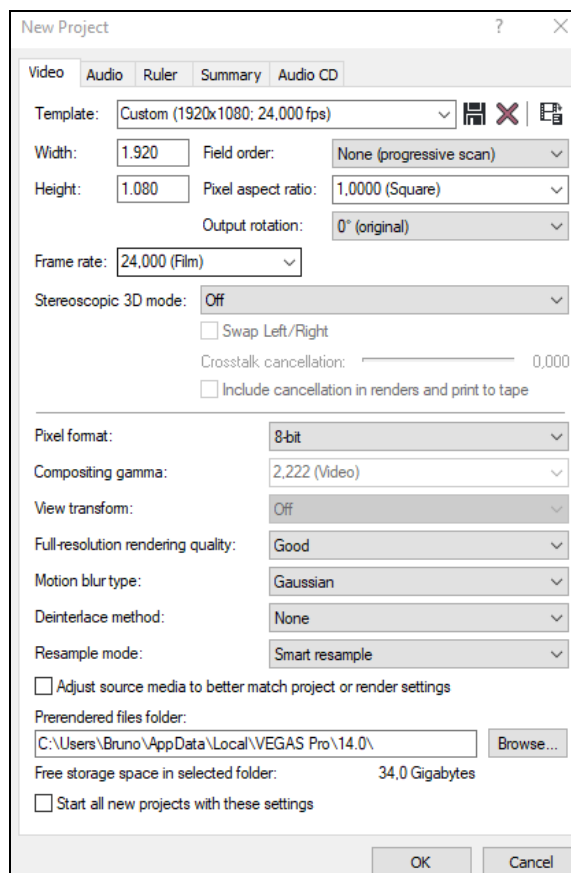 New Project
Video Audio Ruler Summary Audio CD
Template: Custom (1920x1080; 24,000 fps)
Width: 1.920 Field order: None (progressive scan)
Height: 1.080 Pixel aspect ratio: 1,0000 (Square)
Output rotation: 0° (original)
Frame rate: 24,000 (Film)
Stereoscopic 3D mode: Off
Swap Left/Right
Crosstalk cancellation: 0,000
Include cancellation in renders and print to tape
Pixel format: 8-bit
Compositing gamma: 2,222 (Video)
View transform: Off
Full-resolution rendering quality: Good
Motion blur type: Gaussian
Deinterlace method: None
Resample mode: Smart resample
Adjust source media to better match project or render settings
Prerendered files folder:
C:\Users\Bruno\AppData\Local\VEGAS Pro\14.0\ Browse...
Free storage space in selected folder: 34,0 Gigabytes
Start all new projects with these settings
OK Cancel